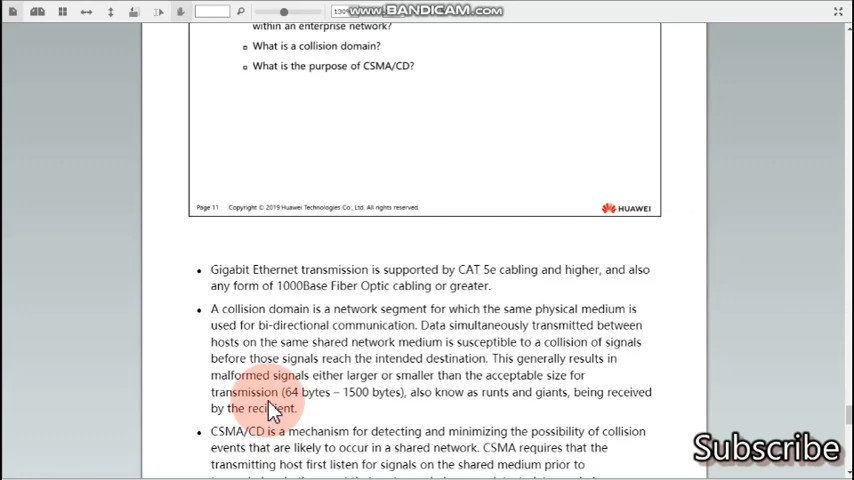 130%
www.BANDICAM.com
within an enterprise network?
What is a collision domain?
What is the purpose of CSMA/CD?
Page 11 Copyright © 2019 Huawei Technologies Co., Ltd. All rights reserved.
HUAWEI
• Gigabit Ethernet transmission is supported by CAT 5e cabling and higher, and also
any form of 1000Base Fiber Optic cabling or greater.
• A collision domain is a network segment for which the same physical medium is
used for bi-directional communication. Data simultaneously transmitted between
hosts on the same shared network medium is susceptible to a collision of signals
before those signals reach the intended destination. This generally results in
malformed signals either larger or smaller than the acceptable size for
transmission (64 bytes – 1500 bytes), also known as runts and giants, being received
by the recipient.
• CSMA/CD is a mechanism for detecting and minimizing the possibility of collision
events that are likely to occur in a shared network. CSMA requires that the
transmitting host first listen for signals on the shared medium prior to
Subscribe